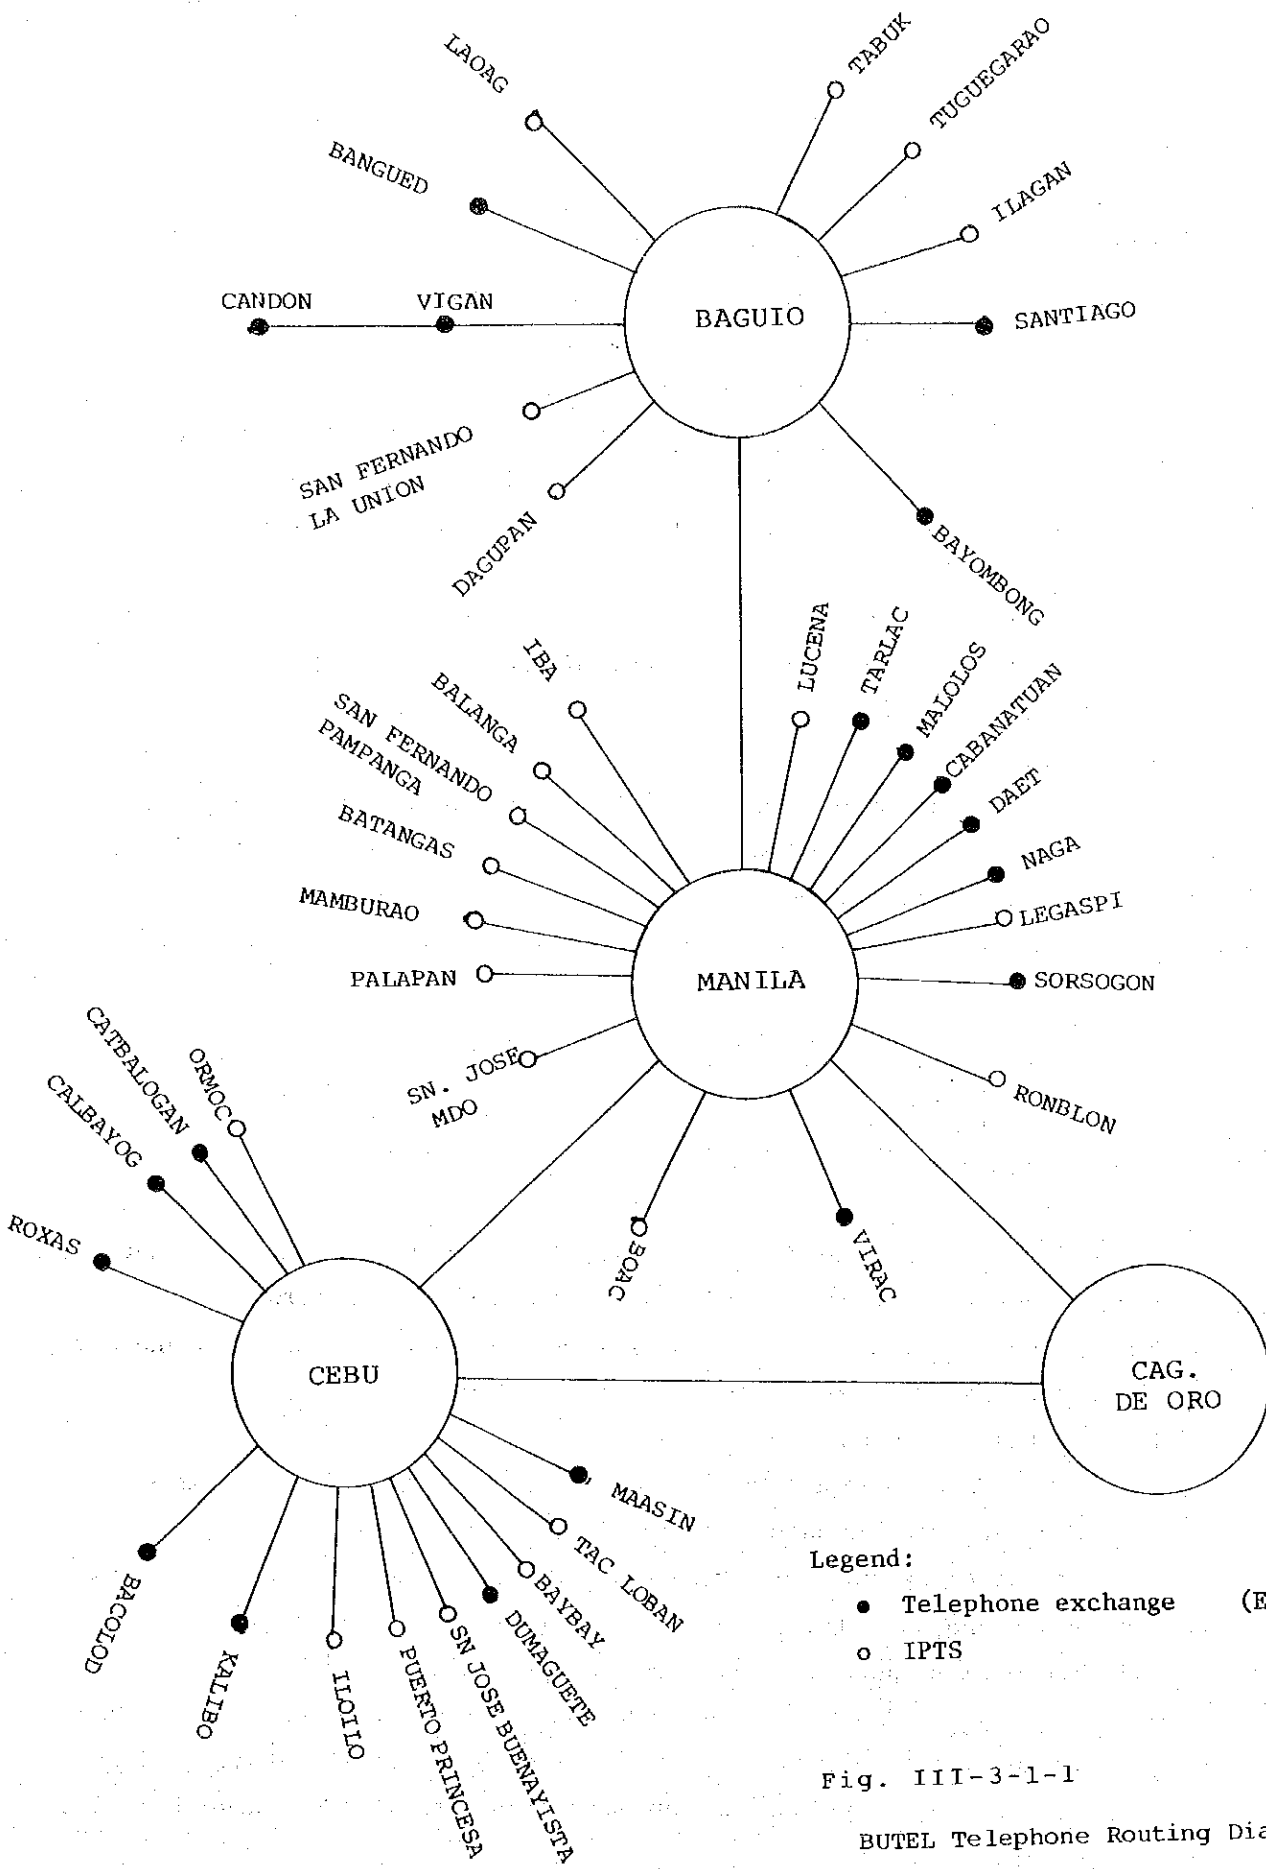 LAOAG
TABUK
TUGUEGARAO
BANGUED
ILAGAN
CANDON
VIGAN
BAGUIO
SANTIAGO
SAN FERNANDO
LA UNION
DAGUPAN
BAYOMBONG
IBA
LUCENA
TARLAC
MALOLOS
BALANGA
CABANATUAN
SAN FERNANDO
PAMPANGA
DAET
BATANGAS
NAGA
MAMBURAO
LEGASPI
PALAPAN
MANILA
SORSOGON
SN. JOSE
MDO
RONBLON
ORMOC
CATBALOGAN
CALBAYOG
ROXAS
BOAC
VIRAC
CEBU
CAG.
DE ORO
MAASIN
TAC LOBAN
BAYBAY
DUMAGUETE
SN JOSE BUENAYISTA
PUERTO PRINCESA
ILOILO
KALIBO
BACOLOD
Legend:
● Telephone exchange (E
o IPTS
Fig. III-3-1-1
BUTEL Telephone Routing Dia